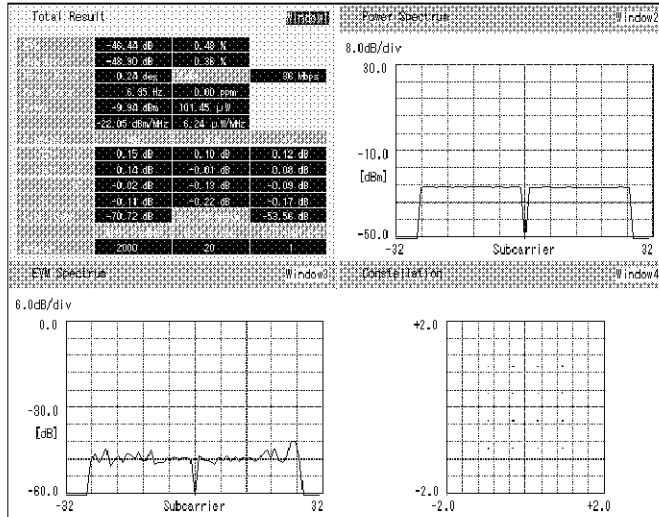 Total Result
Window1
-46.44 dB 0.48 %
-48.90 dB 0.36 %
0.24 deg 36 Mbps
6.95 Hz 0.00 ppm
-9.94 dBm 101.45 µW
-22.05 dBm/MHz 6.24 µW/MHz
0.15 dB 0.10 dB 0.12 dB
0.14 dB -0.01 dB 0.08 dB
-0.02 dB -0.13 dB -0.09 dB
-0.11 dB -0.22 dB -0.17 dB
-70.72 dB -53.56 dB
2000 20 1
Power Spectrum
Window2
8.0dB/div
30.0
-10.0
[dBm]
-50.0
-32 Subcarrier 32
EVM Spectrum
Window3
6.0dB/div
0.0
-30.0
[dB]
-60.0
-32 Subcarrier 32
Constellation
Window4
+2.0
-2.0
-2.0 +2.0